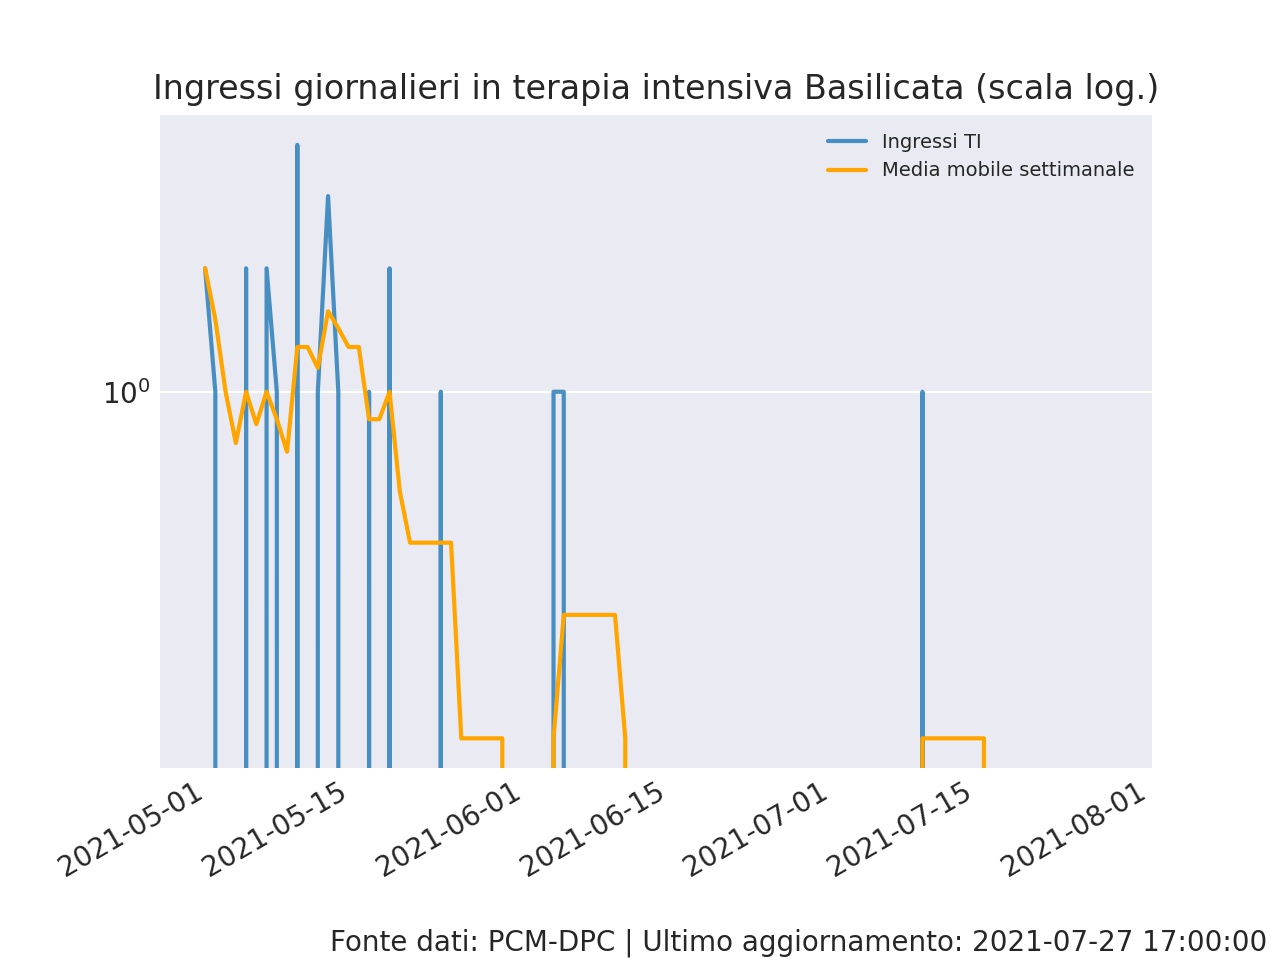 Ingressi giornalieri in terapia intensiva Basilicata (scala log.)
Ingressi TI
Media mobile settimanale
10⁰
2021-05-01
2021-05-15
2021-06-01
2021-06-15
2021-07-01
2021-07-15
2021-08-01
Fonte dati: PCM-DPC | Ultimo aggiornamento: 2021-07-27 17:00:00